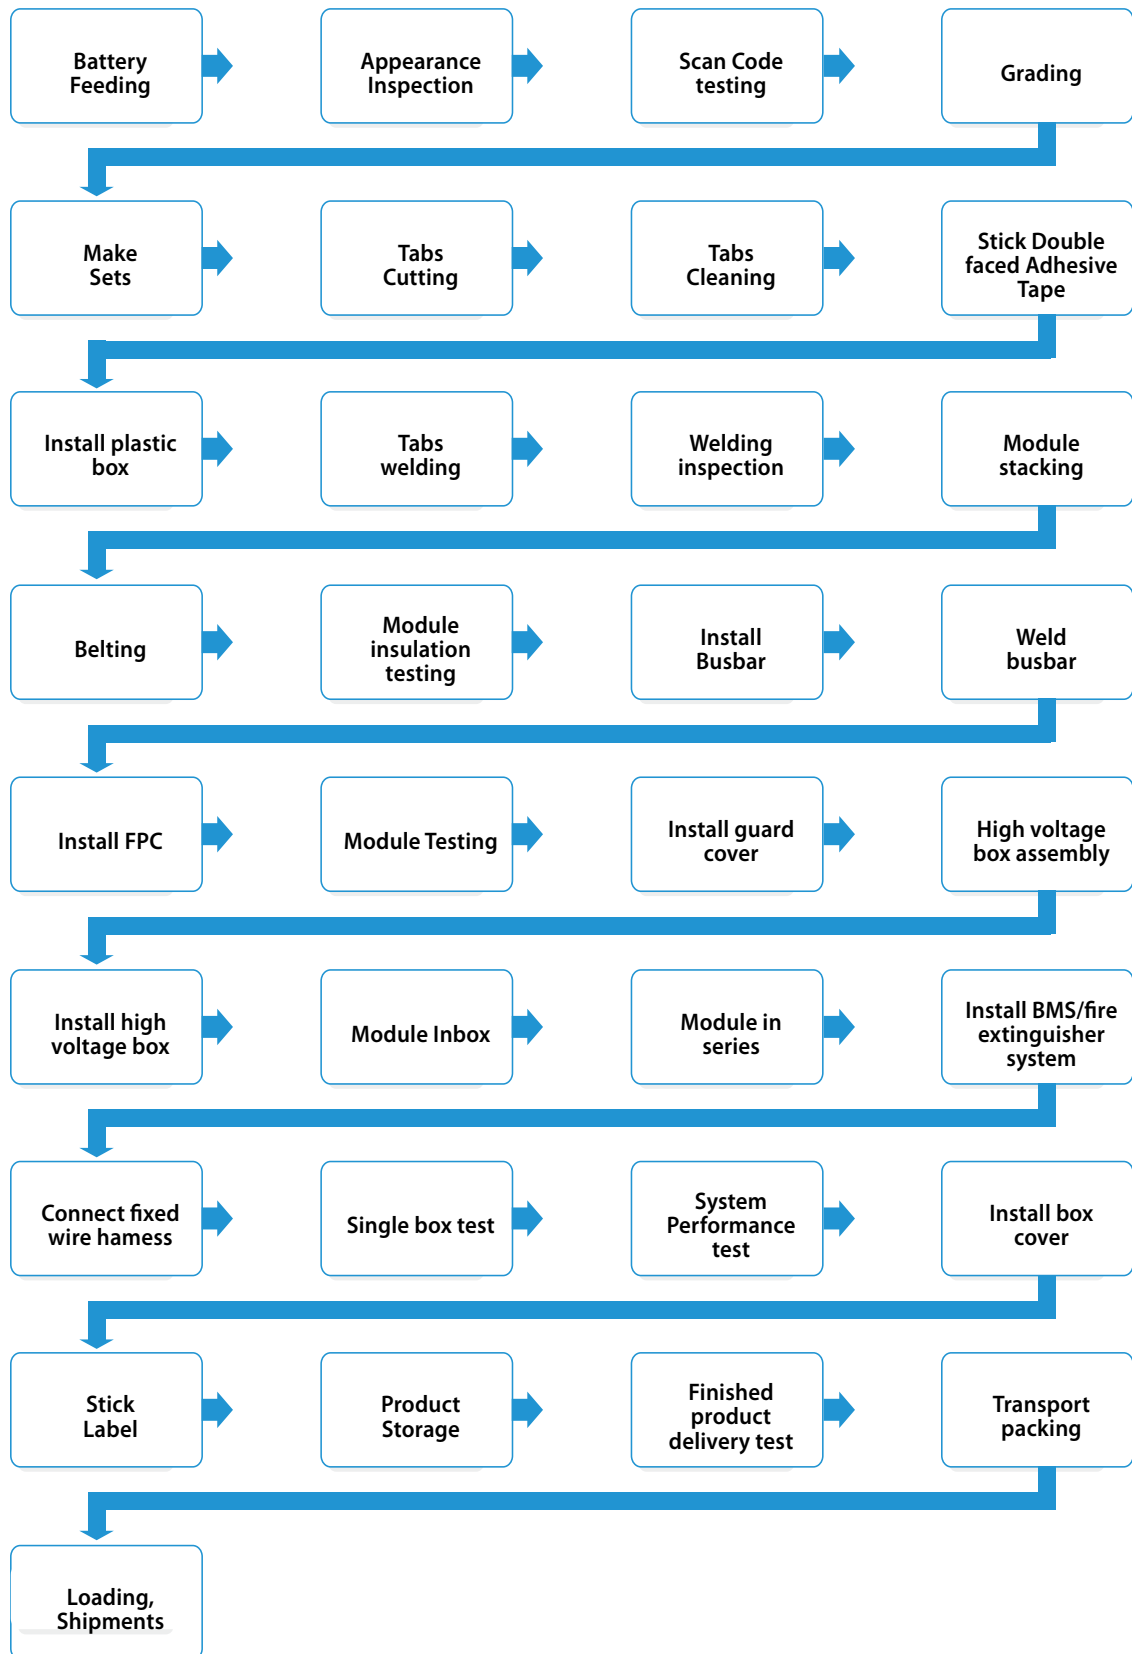 Battery
Feeding
Appearance
Inspection
Scan Code
testing
Grading
Make
Sets
Tabs
Cutting
Tabs
Cleaning
Stick Double
faced Adhesive
Tape
Install plastic
box
Tabs
welding
Welding
inspection
Module
stacking
Belting
Module
insulation
testing
Install
Busbar
Weld
busbar
Install FPC
Module Testing
Install guard
cover
High voltage
box assembly
Install high
voltage box
Module Inbox
Module in
series
Install BMS/fire
extinguisher
system
Connect fixed
wire hamess
Single box test
System
Performance
test
Install box
cover
Stick
Label
Product
Storage
Finished
product
delivery test
Transport
packing
Loading,
Shipments